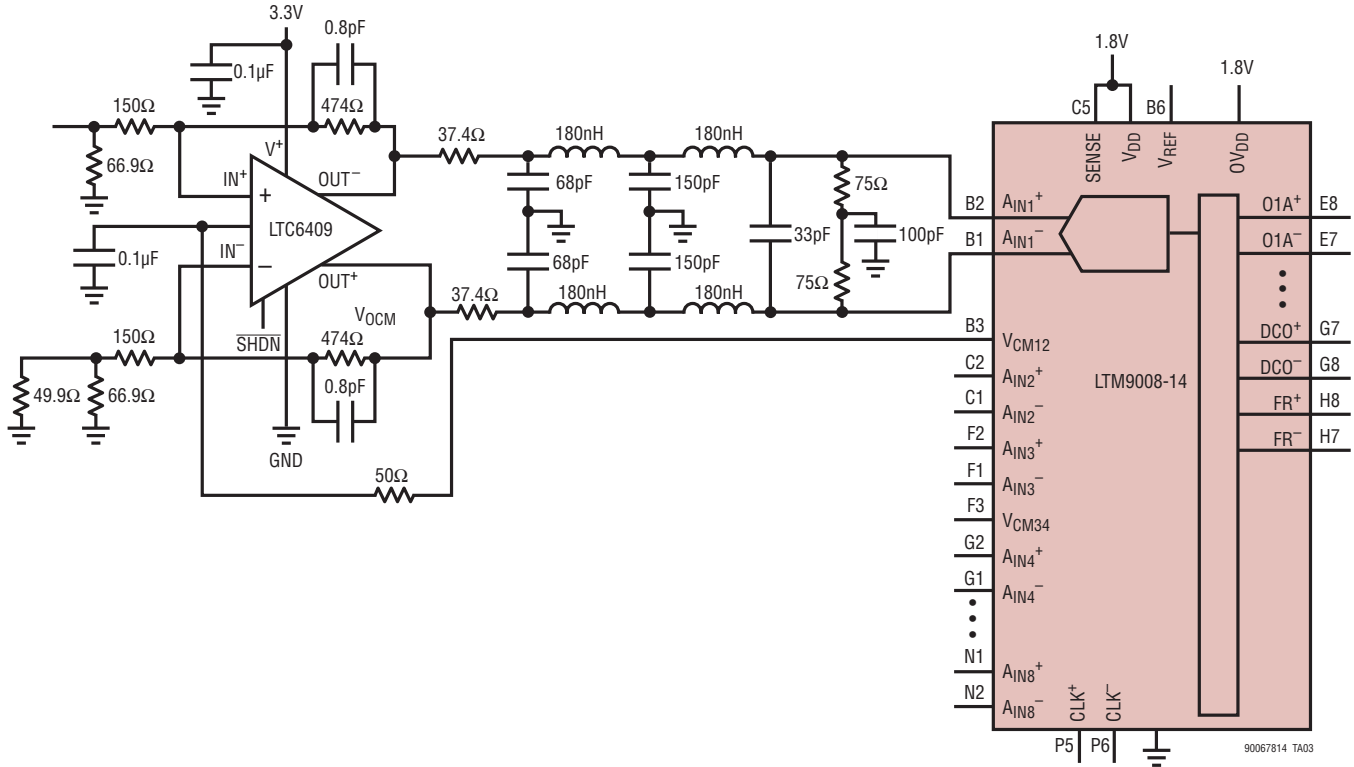 3.3V
0.8pF
0.1µF
150Ω
474Ω
66.9Ω
V+
IN+
+
OUT−
LTC6409
IN−
−
OUT+
0.1µF
VOCM
SHDN
150Ω
474Ω
0.8pF
49.9Ω
66.9Ω
GND
50Ω
37.4Ω
180nH
180nH
68pF
150pF
75Ω
33pF
100pF
68pF
150pF
75Ω
37.4Ω
180nH
180nH
1.8V
1.8V
C5
B6
SENSE
VDD
VREF
OVDD
B2
AIN1+
B1
AIN1−
B3
VCM12
C2
AIN2+
C1
AIN2−
F2
AIN3+
F1
AIN3−
F3
VCM34
G2
AIN4+
G1
AIN4−
N1
AIN8+
N2
AIN8−
LTM9008-14
O1A+
E8
O1A−
E7
DCO+
G7
DCO−
G8
FR+
H8
FR−
H7
CLK+
CLK−
P5
P6
90067814 TA03